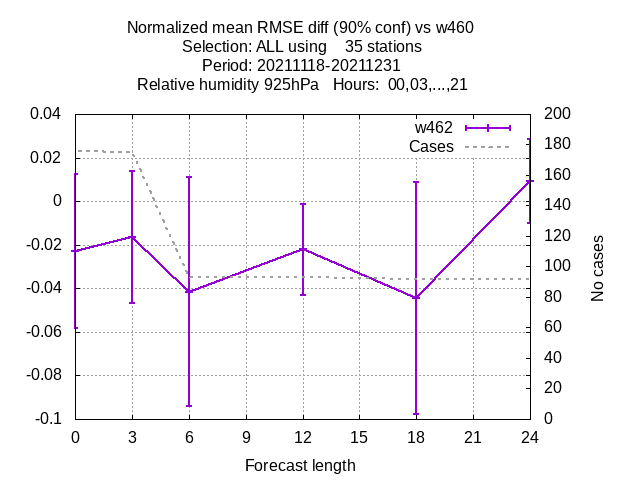 Normalized mean RMSE diff (90% conf) vs w460
Selection: ALL using    35 stations
Period: 20211118-20211231
Relative humidity 925hPa   Hours:  00,03,...,21
w462
Cases
0.04
0.02
0
-0.02
-0.04
-0.06
-0.08
-0.1
200
180
160
140
120
100
80
60
40
20
0
No cases
0 3 6 9 12 15 18 21 24
Forecast length